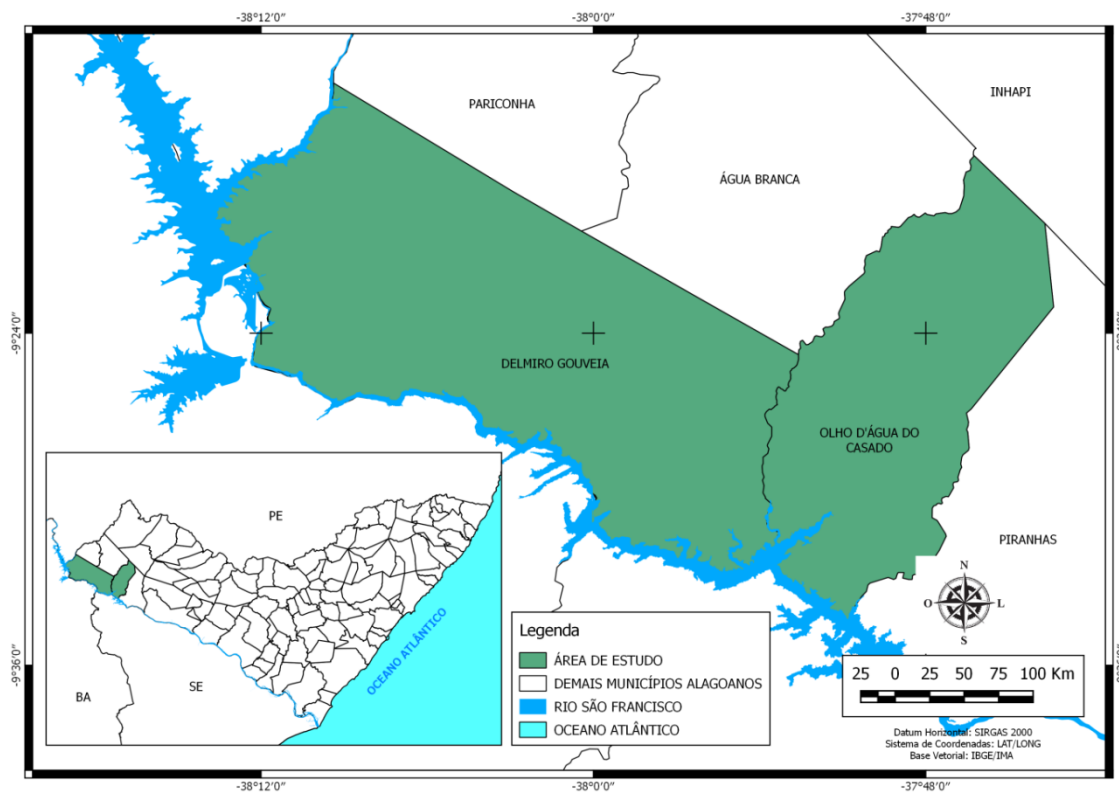 -38°12'0"
-38°0'0"
-37°48'0"
PARICONHA
INHAPI
ÁGUA BRANCA
-9°24'0"
DELMIRO GOUVEIA
OLHO D'ÁGUA DO
CASADO
PIRANHAS
PE
OCEANO ATLÂNTICO
SE
BA
N
O
L
S
Legenda
ÁREA DE ESTUDO
DEMAIS MUNICÍPIOS ALAGOANOS
RIO SÃO FRANCISCO
OCEANO ATLÂNTICO
25 0 25 50 75 100 Km
Datum Horizontal: SIRGAS 2000
Sistema de Coordenadas: LAT/LONG
Base Vetorial: IBGE/IMA
-9°36'0"
-38°12'0"
-38°0'0"
-37°48'0"